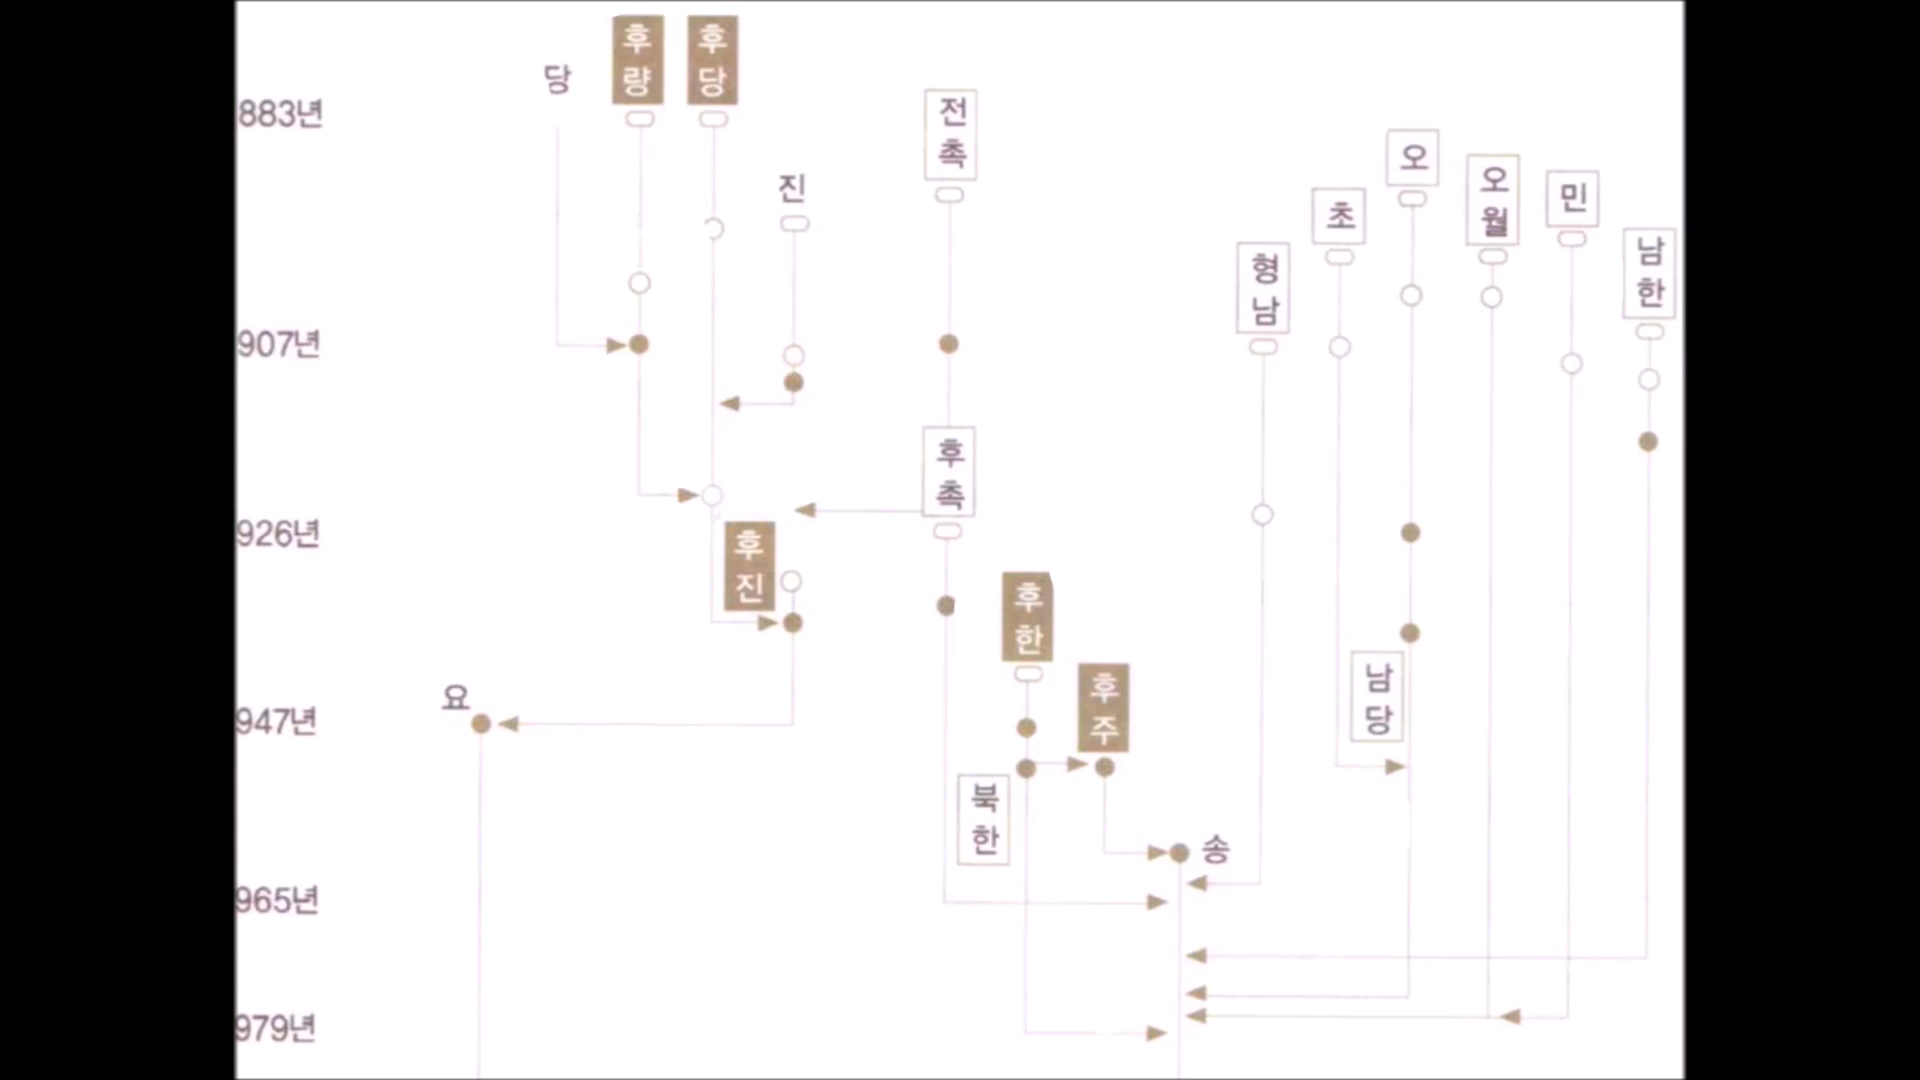 후량
후당
당
883년
전촉
오
오월
진
민
초
남한
형남
907년
후촉
926년
후진
후한
요
947년
후주
남당
북한
송
965년
979년